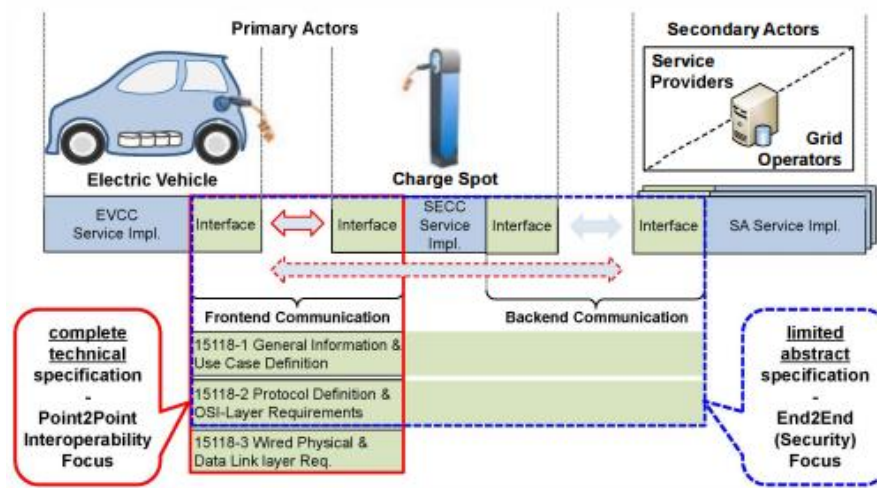 Primary Actors
Secondary Actors
Service
Providers
Grid
Operators
Electric Vehicle
Charge Spot
EVCC
Service Impl.
Interface
Interface
SECC
Service
Impl.
Interface
Interface
SA Service Impl.
Frontend Communication
Backend Communication
complete
technical
specification
-
Point2Point
Interoperability
Focus
15118-1 General Information &
Use Case Definition
15118-2 Protocol Definition &
OSI-Layer Requirements
15118-3 Wired Physical &
Data Link layer Req.
limited
abstract
specification
-
End2End
(Security)
Focus